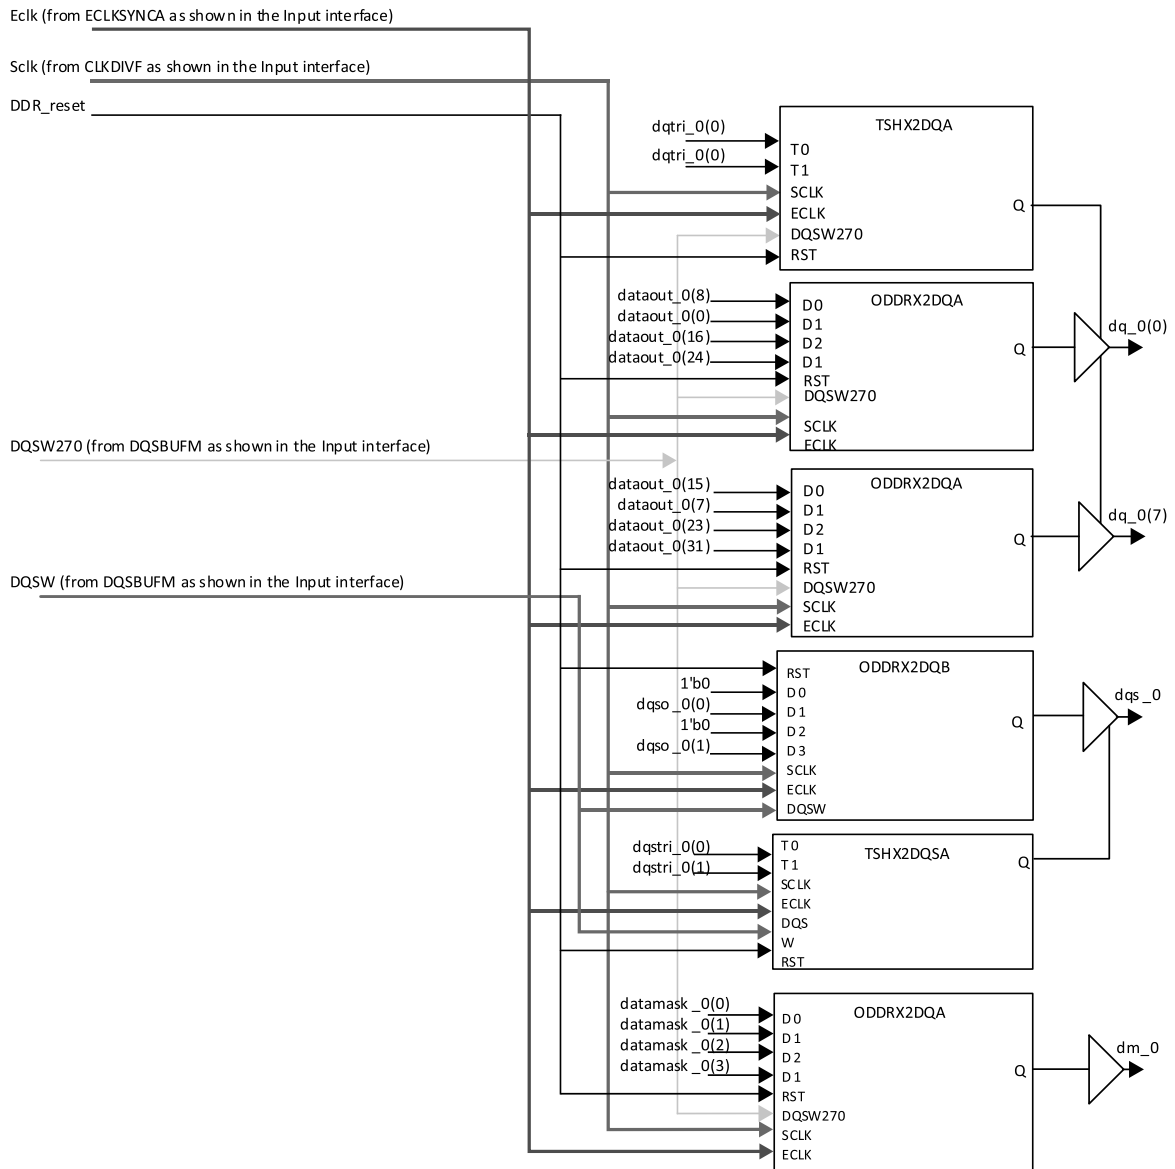 Eclk (from ECLKSYNCA as shown in the Input interface)
Sclk (from CLKDIVF as shown in the Input interface)
DDR_reset
dqtri_0(0)
dqtri_0(0)
TSHX2DQA
T0
T1
SCLK
ECLK
DQSW270
RST
Q
dataout_0(8)
dataout_0(0)
dataout_0(16)
dataout_0(24)
ODDRX2DQA
D0
D1
D2
D1
RST
DQSW270
SCLK
ECLK
Q
dq_0(0)
DQSW270 (from DQSBUFM as shown in the Input interface)
dataout_0(15)
dataout_0(7)
dataout_0(23)
dataout_0(31)
ODDRX2DQA
D0
D1
D2
D1
RST
DQSW270
SCLK
ECLK
Q
dq_0(7)
DQSW (from DQSBUFM as shown in the Input interface)
1'b0
dqso_0(0)
1'b0
dqso_0(1)
ODDRX2DQB
RST
D0
D1
D2
D3
SCLK
ECLK
DQSW
Q
dqs_0
dqstri_0(0)
dqstri_0(1)
TSHX2DQSA
T0
T1
SCLK
ECLK
DQS
W
RST
Q
datamask_0(0)
datamask_0(1)
datamask_0(2)
datamask_0(3)
ODDRX2DQA
D0
D1
D2
D1
RST
DQSW270
SCLK
ECLK
Q
dm_0